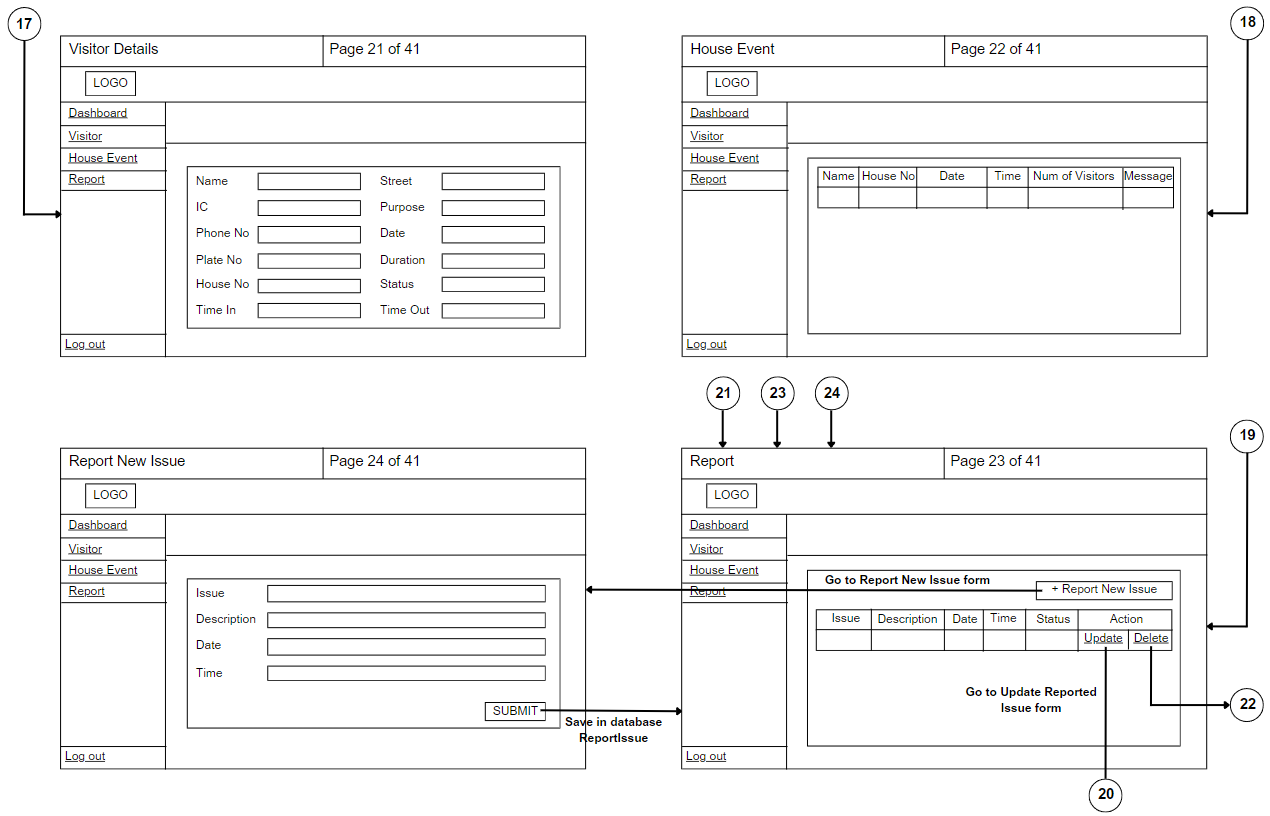 17
Visitor Details
Page 21 of 41
LOGO
Dashboard
Visitor
House Event
Report
Name
Street
IC
Purpose
Phone No
Date
Plate No
Duration
House No
Status
Time In
Time Out
Log out
18
House Event
Page 22 of 41
LOGO
Dashboard
Visitor
House Event
Report
Name House No Date Time Num of Visitors Message
Log out
Report New Issue
Page 24 of 41
LOGO
Dashboard
Visitor
House Event
Report
Issue
Description
Date
Time
SUBMIT
Save in database
ReportIssue
Log out
21
23
24
19
Report
Page 23 of 41
LOGO
Dashboard
Visitor
House Event
Report
Go to Report New Issue form
+ Report New Issue
Issue Description Date Time Status Action
Update Delete
Go to Update Reported
Issue form
22
Log out
20